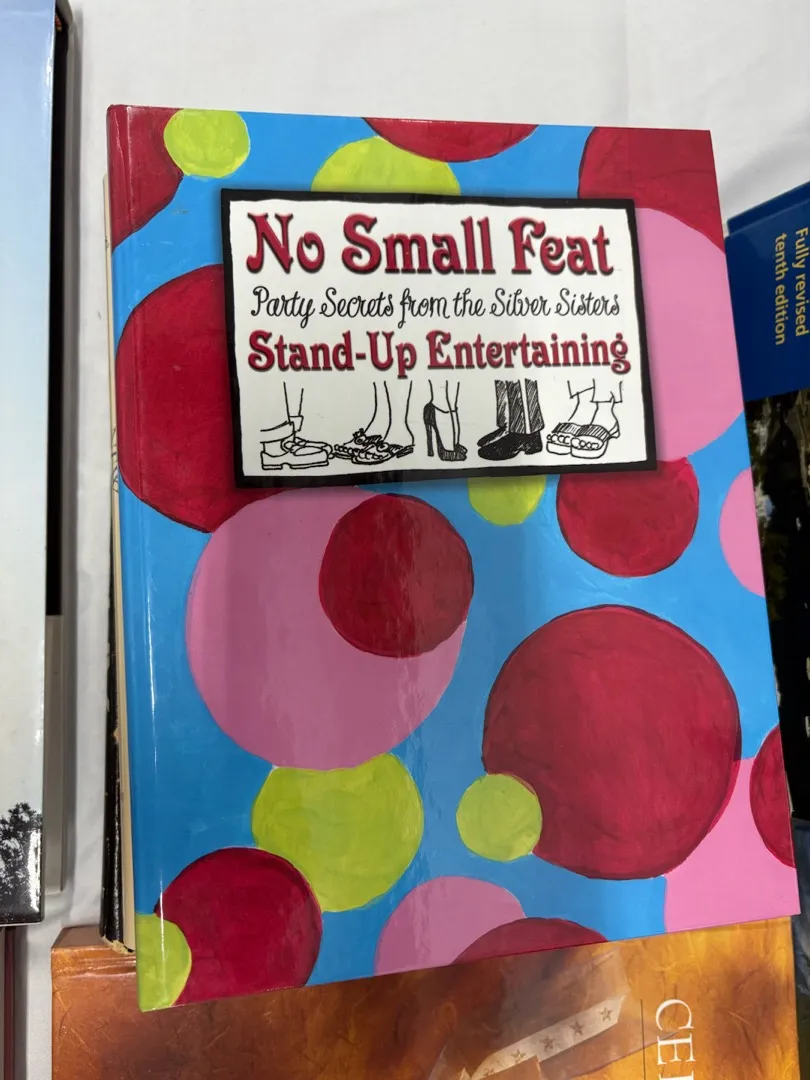 No Small Feat
Party Secrets from the Silver Sisters
Stand-Up Entertaining
Fully revised
tenth edition